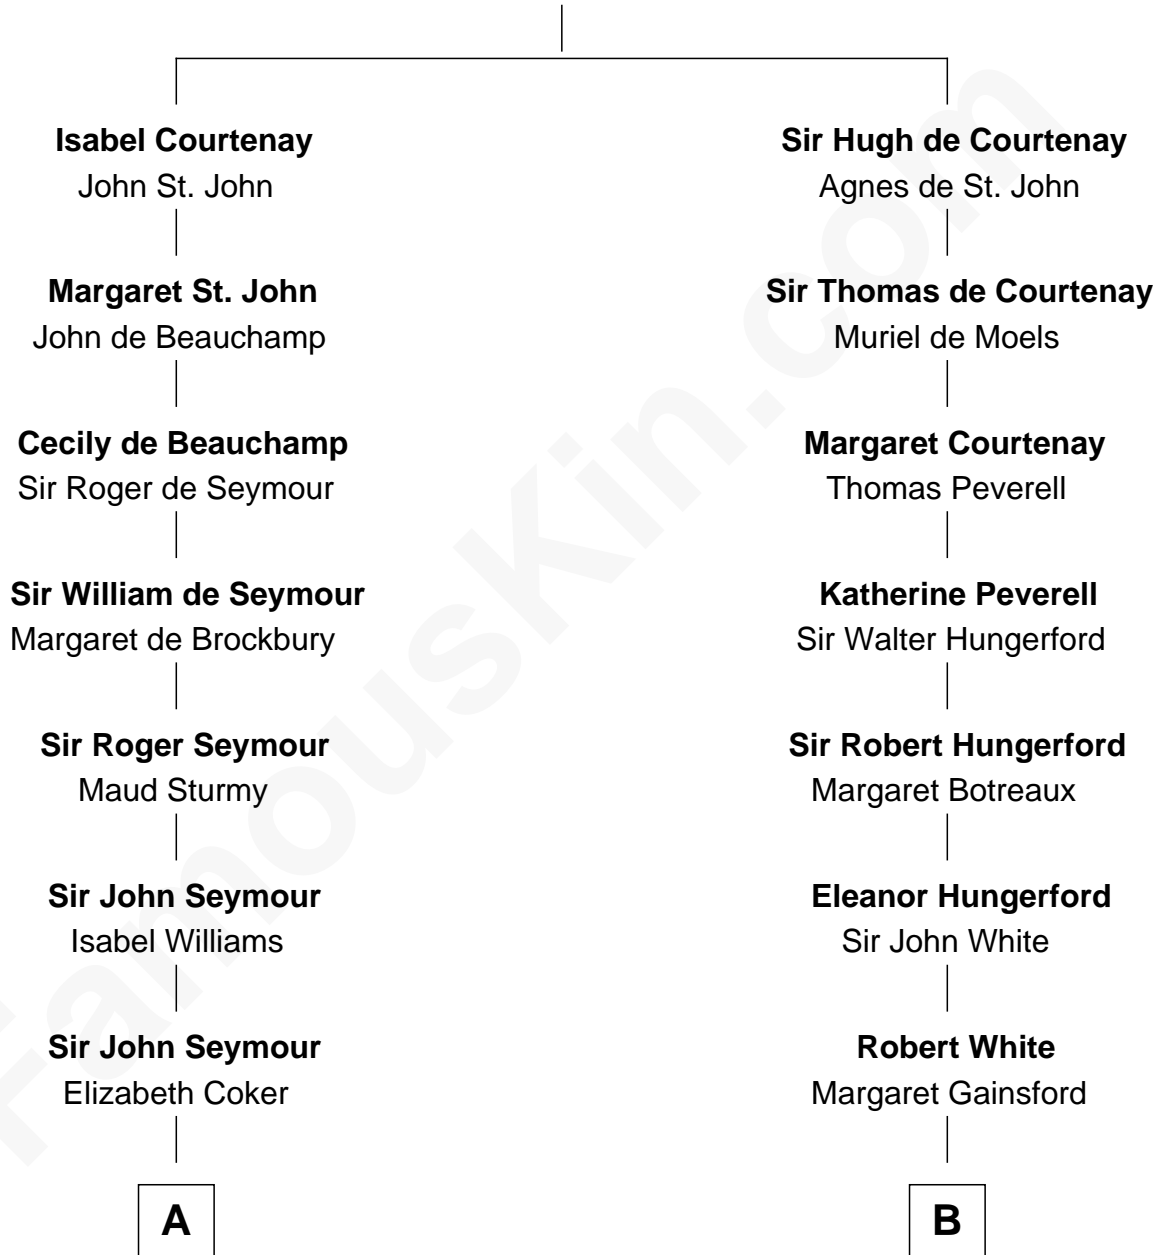 Isabel Courtenay
John St. John
Margaret St. John
John de Beauchamp
Cecily de Beauchamp
Sir Roger de Seymour
Sir William de Seymour
Margaret de Brockbury
Sir Roger Seymour
Maud Sturmy
Sir John Seymour
Isabel Williams
Sir John Seymour
Elizabeth Coker
A
Sir Hugh de Courtenay
Agnes de St. John
Sir Thomas de Courtenay
Muriel de Moels
Margaret Courtenay
Thomas Peverell
Katherine Peverell
Sir Walter Hungerford
Sir Robert Hungerford
Margaret Botreaux
Eleanor Hungerford
Sir John White
Robert White
Margaret Gainsford
B
FamousKin.com